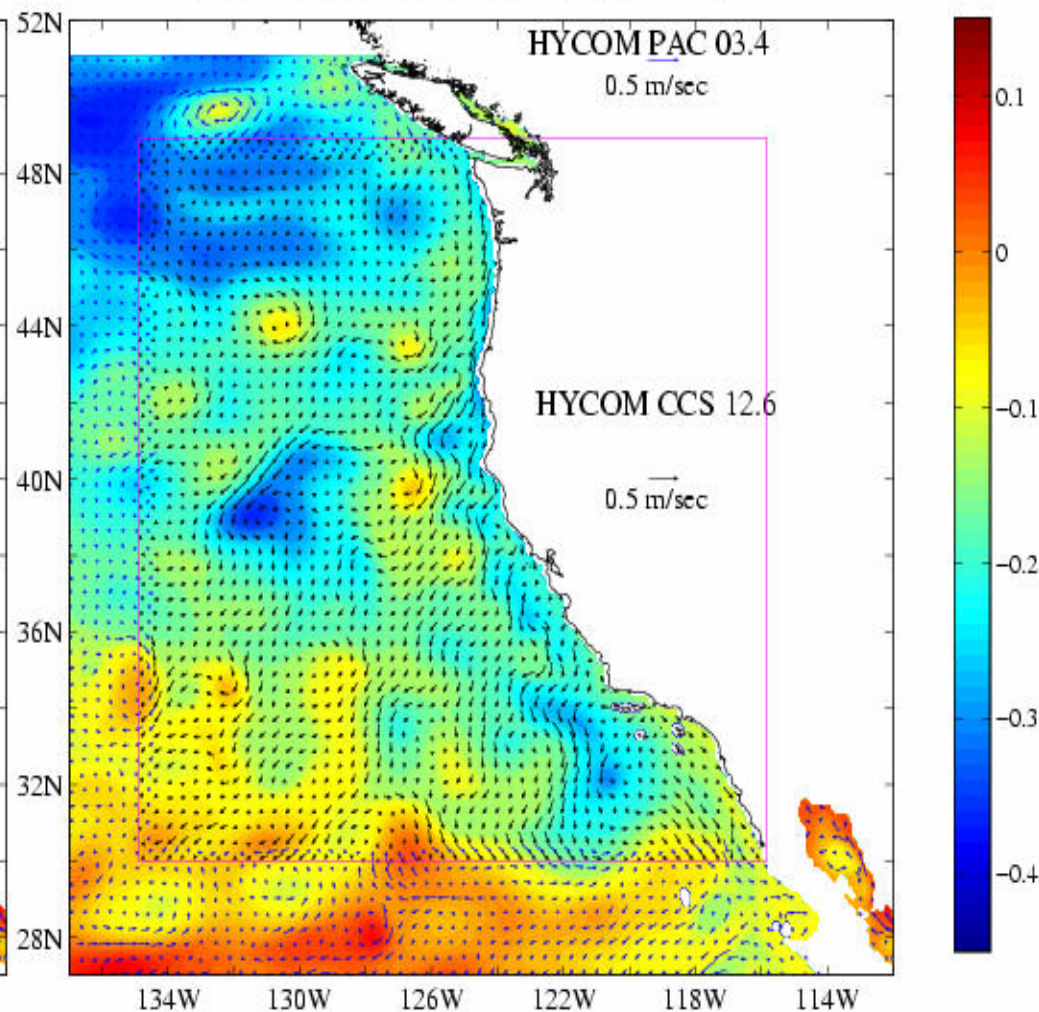 52N
48N
44N
40N
36N
32N
28N
134W 130W 126W 122W 118W 114W
HYCOM PAC 03.4
0.5 m/sec
HYCOM CCS 12.6
0.5 m/sec
0.1
0
−0.1
−0.2
−0.3
−0.4